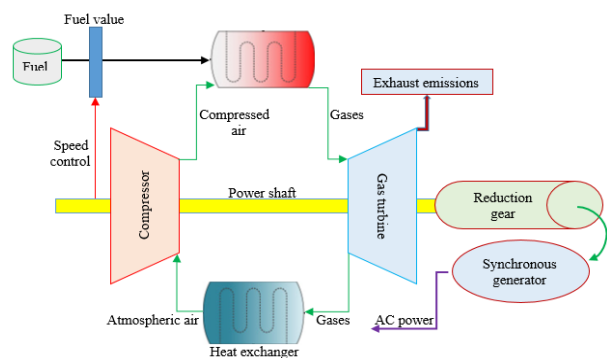 Fuel value
Fuel
Exhaust emissions
Compressed
air
Gases
Speed
control
Compressor
Power shaft
Gas turbine
Reduction
gear
Synchronous
generator
Atmospheric air
Gases
AC power
Heat exchanger